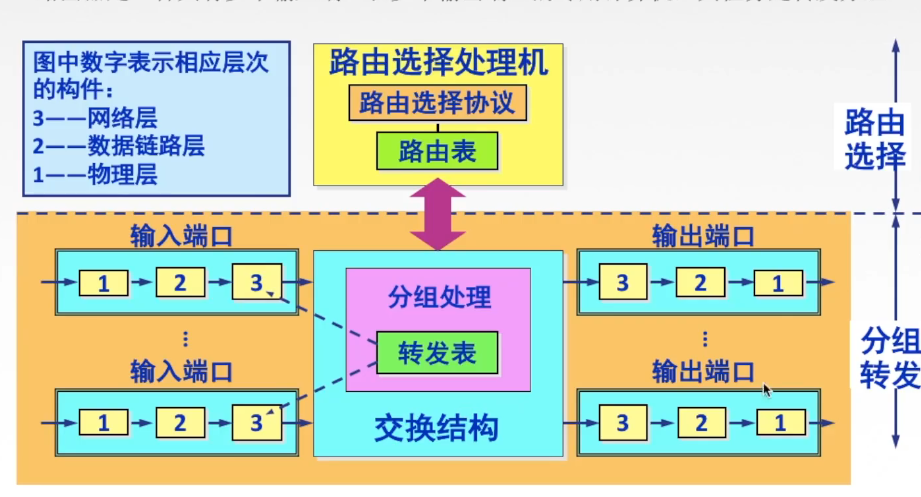 图中数字表示相应层次
的构件：
3——网络层
2——数据链路层
1——物理层
路由选择处理机
路由选择协议
路由表
路由
选择
输入端口
1
2
3
输入端口
1
2
3
分组处理
转发表
交换结构
输出端口
3
2
1
输出端口
3
2
1
分组
转发